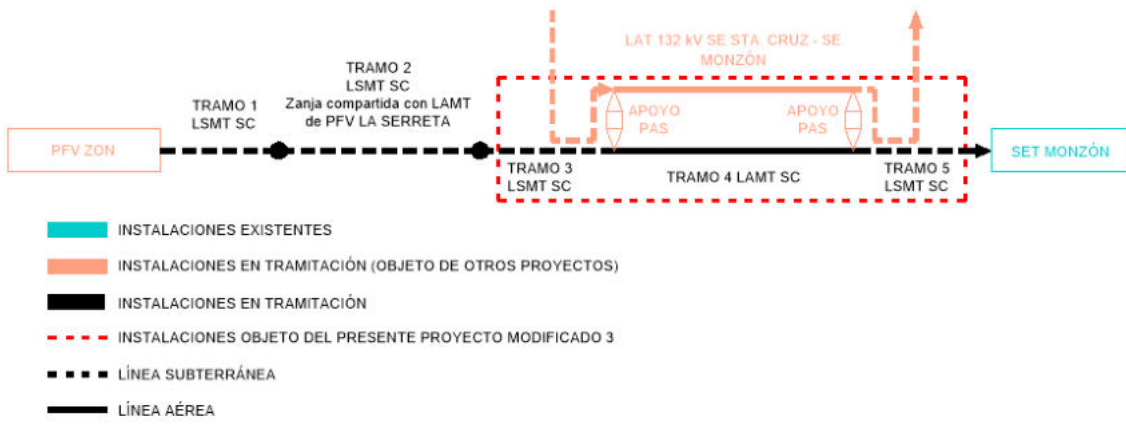 LAT 132 kV SE STA. CRUZ - SE
MONZÓN
TRAMO 2
LSMT SC
Zanja compartida con LAMT
de PFV LA SERRETA
TRAMO 1
LSMT SC
APOYO
PAS
APOYO
PAS
PFV ZON
SET MONZÓN
TRAMO 3
LSMT SC
TRAMO 4 LAMT SC
TRAMO 5
LSMT SC
INSTALACIONES EXISTENTES
INSTALACIONES EN TRAMITACIÓN (OBJETO DE OTROS PROYECTOS)
INSTALACIONES EN TRAMITACIÓN
INSTALACIONES OBJETO DEL PRESENTE PROYECTO MODIFICADO 3
LÍNEA SUBTERRÁNEA
LÍNEA AÉREA